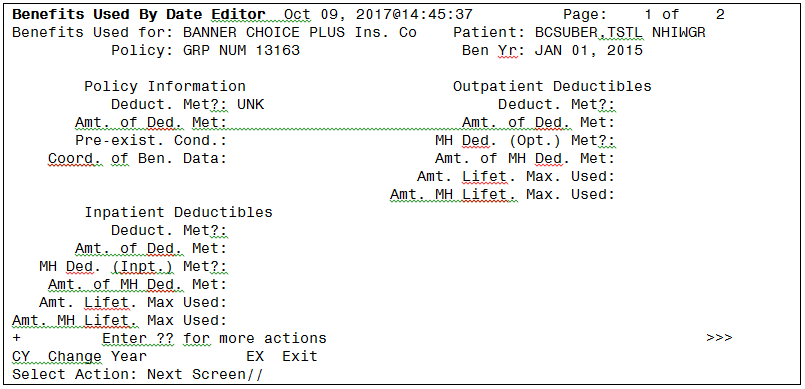 Benefits Used By Date Editor  Oct 09, 2017@14:45:37          Page:    1 of    2
Benefits Used for: BANNER CHOICE PLUS Ins. Co    Patient: BCSUBER,TSTL NHIWGR
           Policy: GRP NUM 13163                  Ben Yr: JAN 01, 2015
        Policy Information                       Outpatient Deductibles
           Deduct. Met?: UNK                          Deduct. Met?:
       Amt. of Ded. Met:                          Amt. of Ded. Met:
       Pre-exist. Cond.:                       MH Ded. (Opt.) Met?:
    Coord. of Ben. Data:                       Amt. of MH Ded. Met:
                                             Amt. Lifet. Max. Used:
                                          Amt. MH Lifet. Max. Used:
        Inpatient Deductibles
           Deduct. Met?:
       Amt. of Ded. Met:
   MH Ded. (Inpt.) Met?:
    Amt. of MH Ded. Met:
   Amt. Lifet. Max Used:
Amt. MH Lifet. Max Used:
+         Enter ?? for more actions                                          >>>
CY  Change Year           EX  Exit
Select Action: Next Screen//